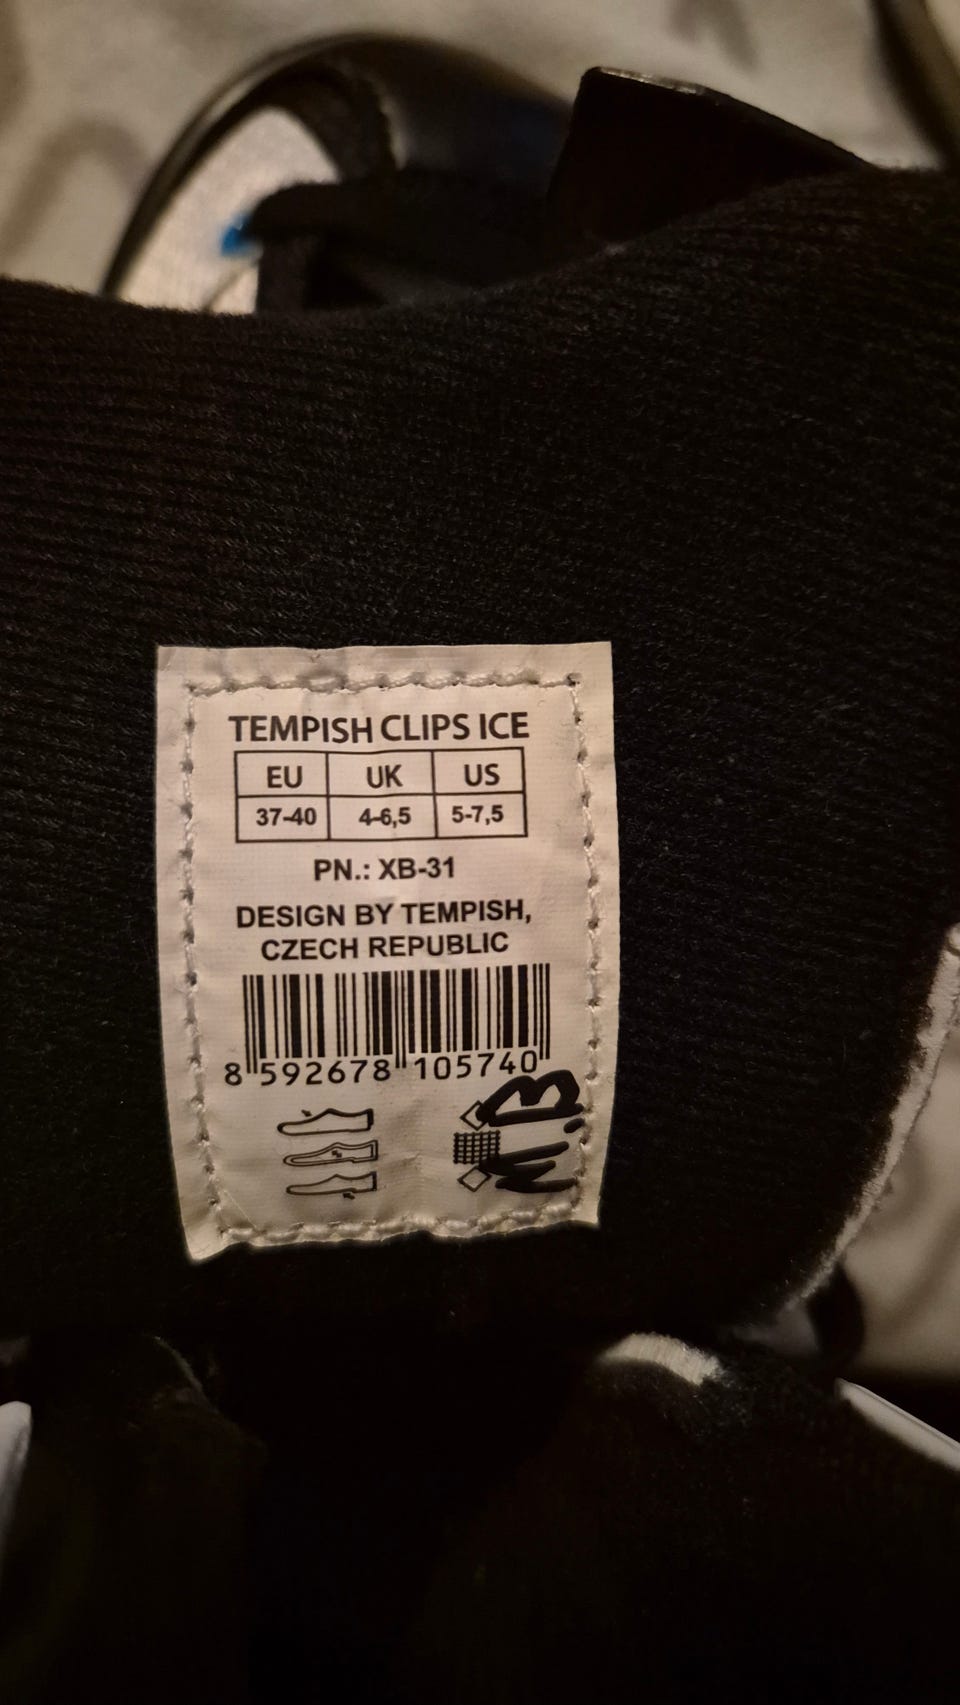 TEMPISH CLIPS ICE
EU UK US
37-40 4-6,5 5-7,5
PN.: XB-31
DESIGN BY TEMPISH,
CZECH REPUBLIC
8 592678 105740
M.B